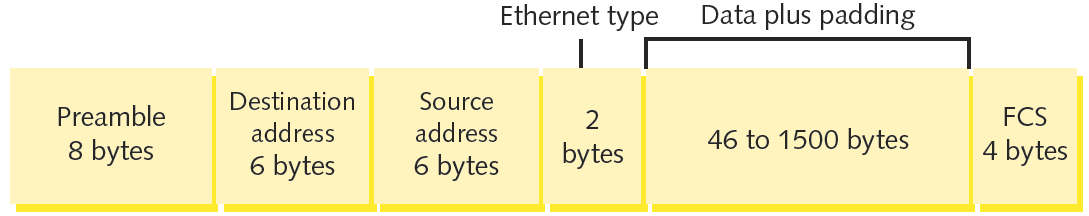 Ethernet type
Data plus padding
Preamble
8 bytes
Destination
address
6 bytes
Source
address
6 bytes
2
bytes
46 to 1500 bytes
FCS
4 bytes